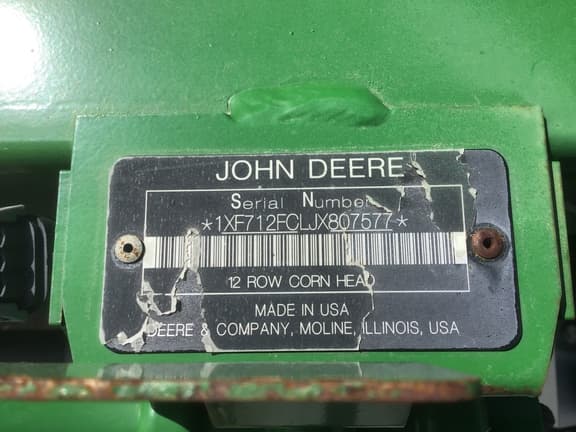 JOHN DEERE
Serial Number
*1XF712FCLJX807577*
12 ROW CORN HEAD
MADE IN USA
DEERE & COMPANY, MOLINE, ILLINOIS, USA